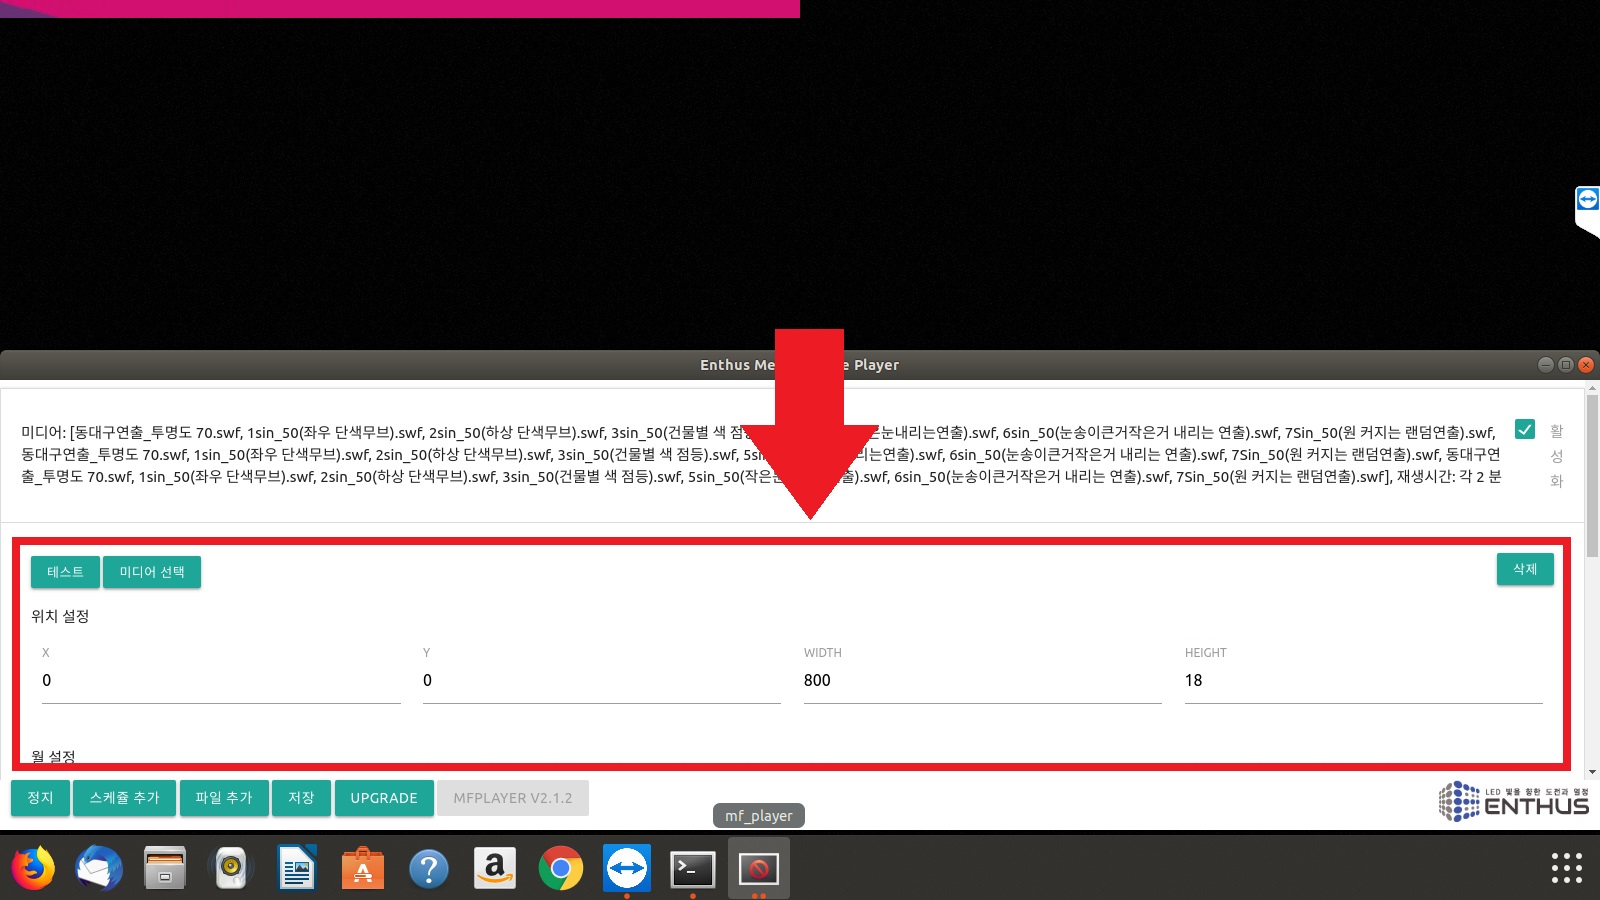 Enthus Me e Player
미디어: [동대구연출_투명도 70.swf, 1sin_50(좌우 단색무브).swf, 2sin_50(하상 단색무브).swf, 3sin_50(건물별 색 눈내리는연출).swf, 6sin_50(눈송이큰거작은거 내리는 연출).swf, 7Sin_50(원 커지는 랜덤연출).swf,
동대구연출_투명도 70.swf, 1sin_50(좌우 단색무브).swf, 2sin_50(하상 단색무브).swf, 3sin_50(건물별 색 점등).swf, 리는연출).swf, 6sin_50(눈송이큰거작은거 내리는 연출).swf, 7Sin_50(원 커지는 랜덤연출).swf, 동대구연
출_투명도 70.swf, 1sin_50(좌우 단색무브).swf, 2sin_50(하상 단색무브).swf, 3sin_50(건물별 색 점등).swf, 5sin_50(작은 출).swf, 6sin_50(눈송이큰거작은거 내리는 연출).swf, 7Sin_50(원 커지는 랜덤연출).swf], 재생시간: 각 2 분
활
성
화
테스트 미디어 선택 삭제
위치 설정
X Y WIDTH HEIGHT
0 0 800 18
월 설정
정지 스케쥴 추가 파일 추가 저장 UPGRADE MFPLAYER V2.1.2
LED 빛을 향한 도전과 열정
ENTHUS
mf_player